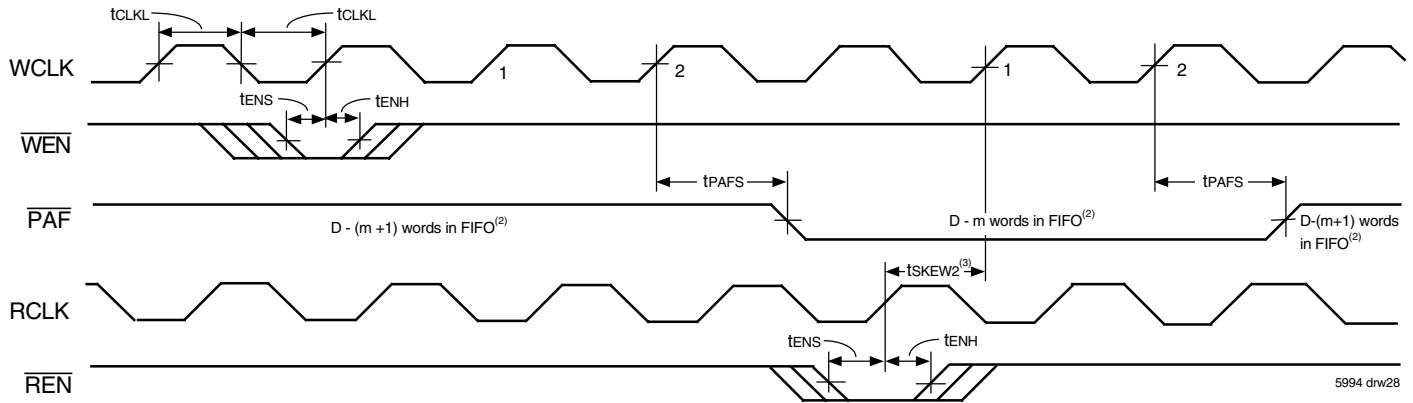 tCLKL tCLKL
WCLK 1 2 1 2
tENS tENH
WEN
tPAFS tPAFS
PAF
D - (m +1) words in FIFO(2) D - m words in FIFO(2) D-(m+1) words
in FIFO(2)
tSKEW2(3)
RCLK
tENS tENH
REN
5994 drw28